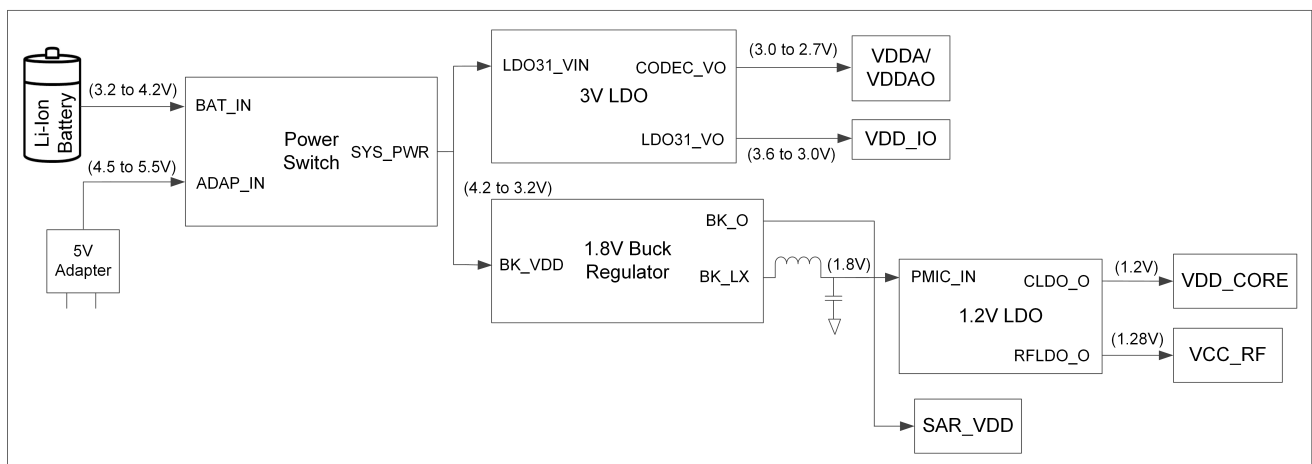 Li-Ion
Battery
(3.2 to 4.2V)
(4.5 to 5.5V)
5V
Adapter
BAT_IN
ADAP_IN
Power
Switch
SYS_PWR
LDO31_VIN
CODEC_VO
3V LDO
LDO31_VO
(3.0 to 2.7V)
VDDA/
VDDAO
(3.6 to 3.0V)
VDD_IO
(4.2 to 3.2V)
BK_VDD
1.8V Buck
Regulator
BK_O
BK_LX
(1.8V)
PMIC_IN
CLDO_O
1.2V LDO
RFLDO_O
(1.2V)
VDD_CORE
(1.28V)
VCC_RF
SAR_VDD